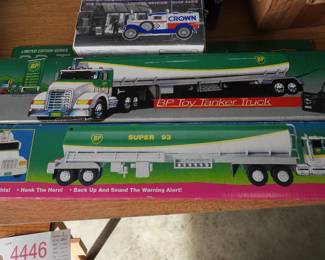 CROWN
LIMITED EDITION SERIES
BP
BP
BP Toy Tanker Truck
BP
SUPER 93
• Honk The Horn! • Back Up And Sound The Warning Alert!
4446